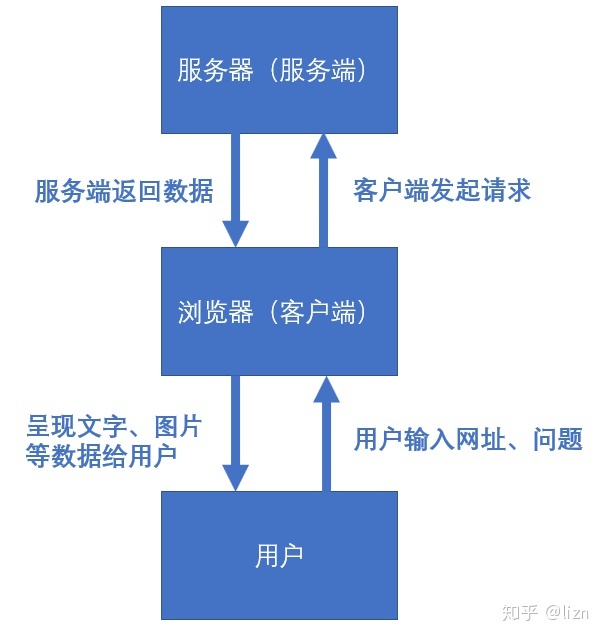 服务器（服务端）
服务端返回数据
客户端发起请求
浏览器（客户端）
呈现文字、图片
等数据给用户
用户输入网址、问题
用户
知乎 @lizn